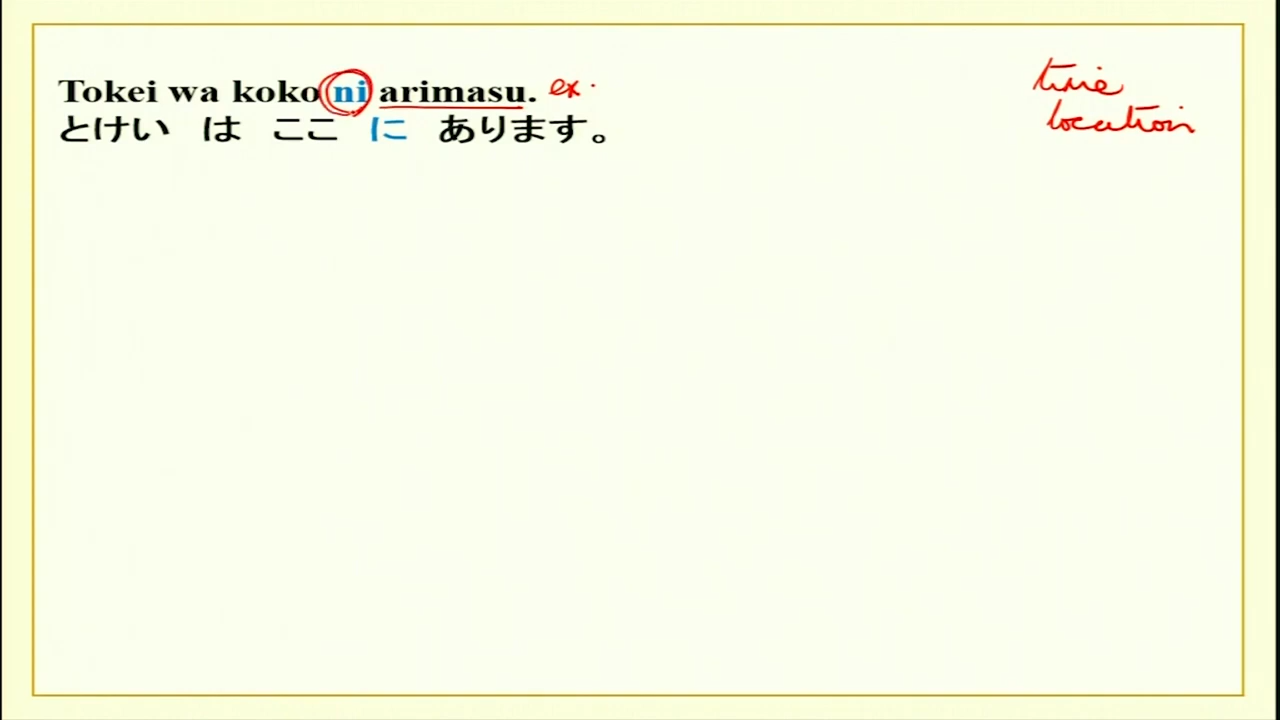 Tokei wa koko ni arimasu. ex.
とけい は ここ に あります。
time
location